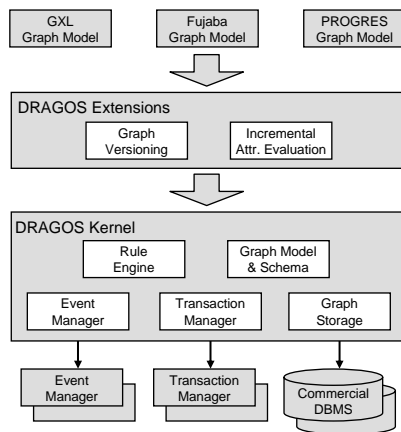 GXL
Graph Model
Fujaba
Graph Model
PROGRES
Graph Model
DRAGOS Extensions
Graph
Versioning
Incremental
Attr. Evaluation
DRAGOS Kernel
Rule
Engine
Graph Model
& Schema
Event
Manager
Transaction
Manager
Graph
Storage
Event
Manager
Transaction
Manager
Commercial
DBMS